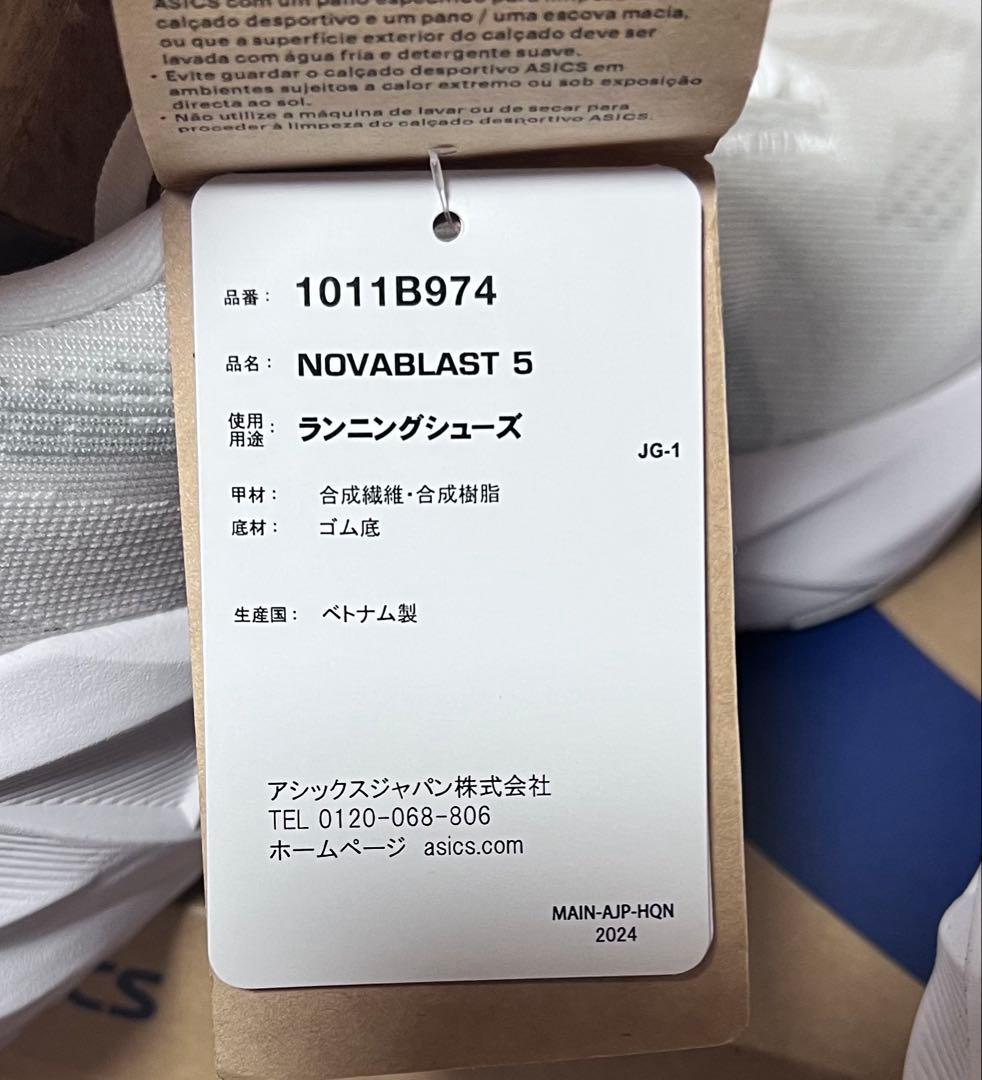 ASICS com um pano
calçado desportivo e um pano / uma escova macia,
ou que a superfície exterior do calçado deve ser
lavada com água fria e detergente suave.
• Evite guardar o calçado desportivo ASICS em
ambientes sujeitos a calor extremo ou sob exposição
directa ao sol.
• Não utilize a máquina de lavar ou de secar para
proceder à limpeza do calçado desportivo ASICS.
品番: 1011B974
品名: NOVABLAST 5
使用用途: ランニングシューズ
JG-1
甲材: 合成繊維・合成樹脂
底材: ゴム底
生産国: ベトナム製
アシックスジャパン株式会社
TEL 0120-068-806
ホームページ asics.com
MAIN-AJP-HQN
2024